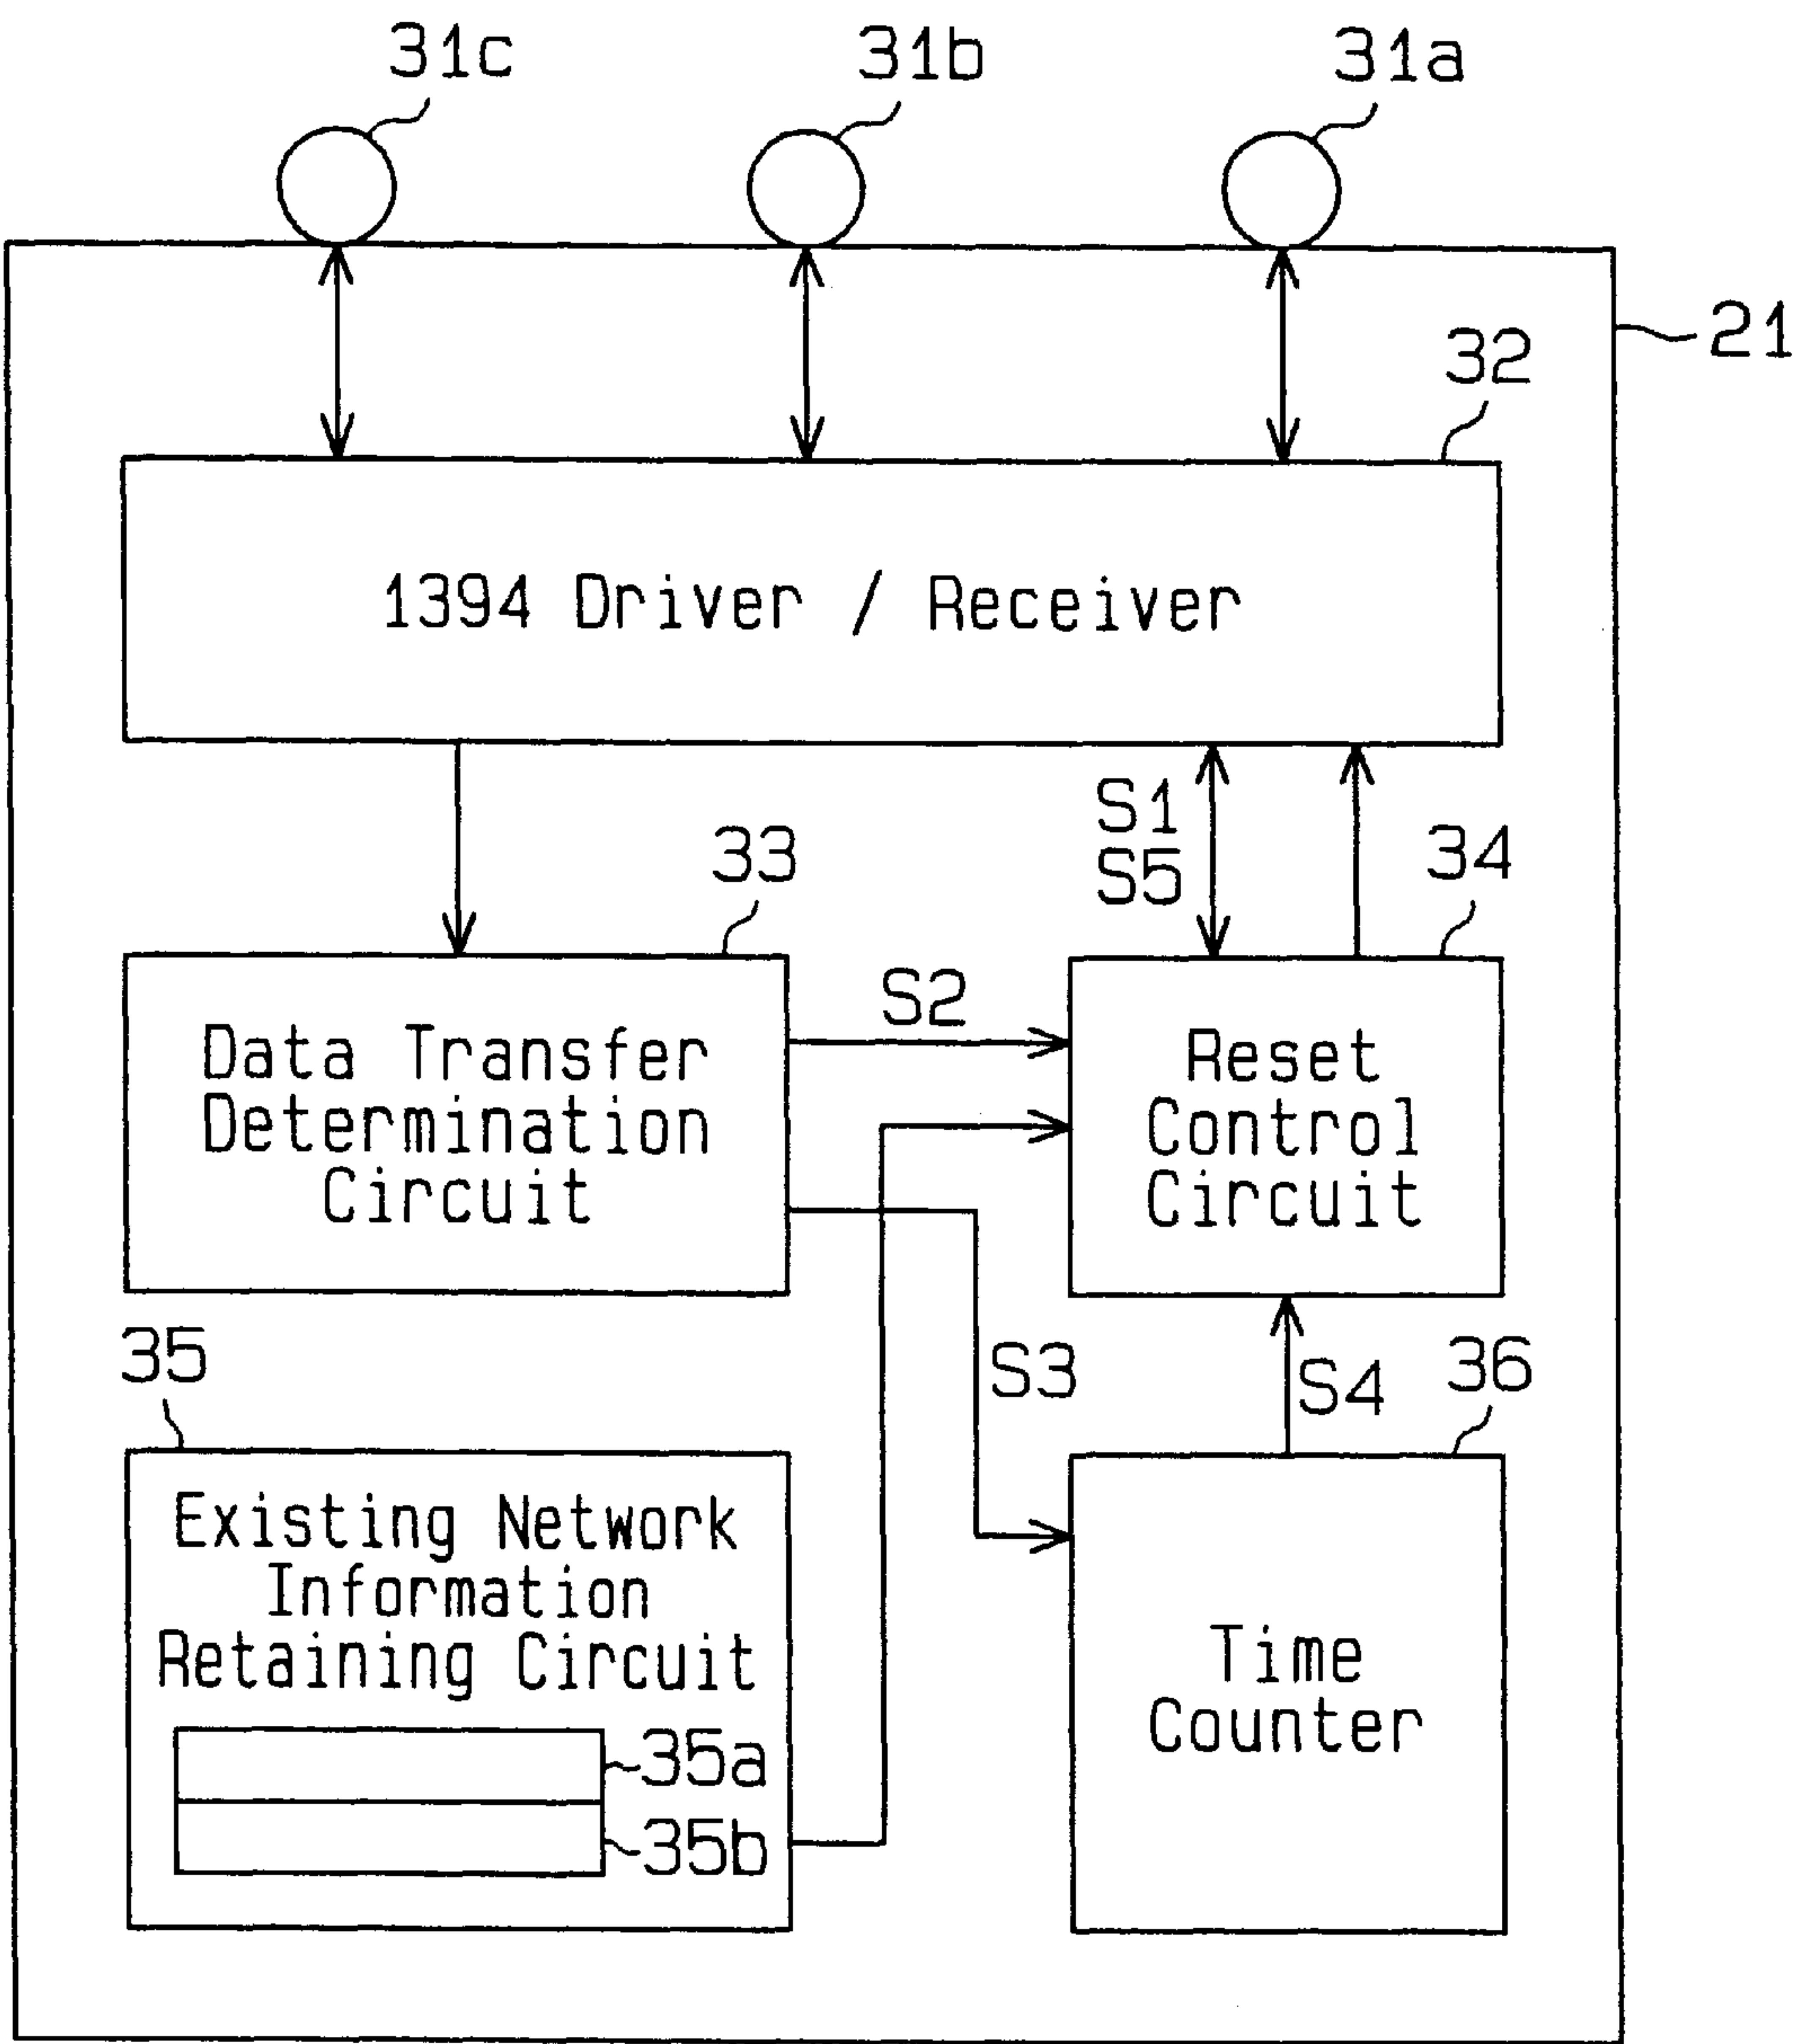 31c
31b
31a
21
32
1394 Driver / Receiver
S1
S5
33
34
S2
Data Transfer
Determination
Circuit
Reset
Control
Circuit
35
S3
S4
36
Existing Network
Information
Retaining Circuit
35a
35b
Time
Counter